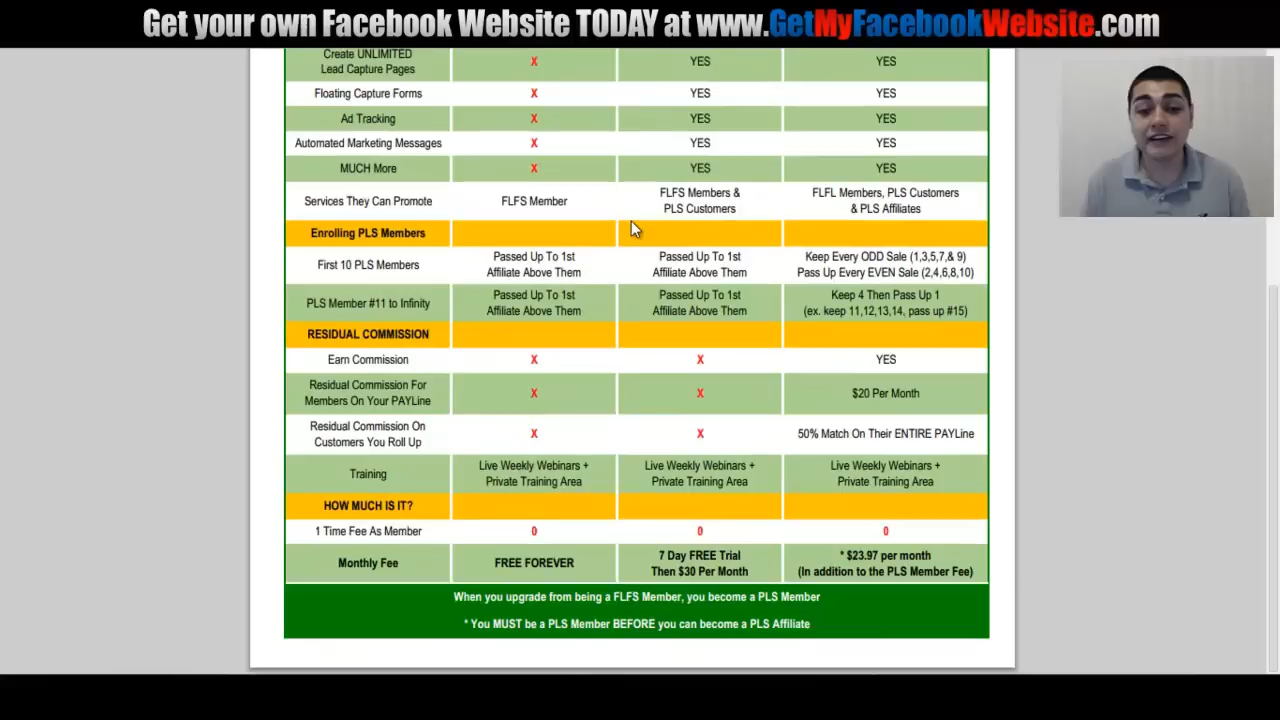 Get your own Facebook Website TODAY at www.GetMyFacebookWebsite.com
Create UNLIMITED
Lead Capture Pages
X
YES
YES
Floating Capture Forms
X
YES
YES
Ad Tracking
X
YES
YES
Automated Marketing Messages
X
YES
YES
MUCH More
X
YES
YES
Services They Can Promote
FLFS Member
FLFS Members &
PLS Customers
FLFL Members, PLS Customers
& PLS Affiliates
Enrolling PLS Members
First 10 PLS Members
Passed Up To 1st
Affiliate Above Them
Passed Up To 1st
Affiliate Above Them
Keep Every ODD Sale (1,3,5,7,& 9)
Pass Up Every EVEN Sale (2,4,6,8,10)
PLS Member #11 to Infinity
Passed Up To 1st
Affiliate Above Them
Passed Up To 1st
Affiliate Above Them
Keep 4 Then Pass Up 1
(ex. keep 11,12,13,14, pass up #15)
RESIDUAL COMMISSION
Earn Commission
X
X
YES
Residual Commission For
Members On Your PAYLine
X
X
$20 Per Month
Residual Commission On
Customers You Roll Up
X
X
50% Match On Their ENTIRE PAYLine
Training
Live Weekly Webinars +
Private Training Area
Live Weekly Webinars +
Private Training Area
Live Weekly Webinars +
Private Training Area
HOW MUCH IS IT?
1 Time Fee As Member
0
0
0
Monthly Fee
FREE FOREVER
7 Day FREE Trial
Then $30 Per Month
* $23.97 per month
(In addition to the PLS Member Fee)
When you upgrade from being a FLFS Member, you become a PLS Member
* You MUST be a PLS Member BEFORE you can become a PLS Affiliate